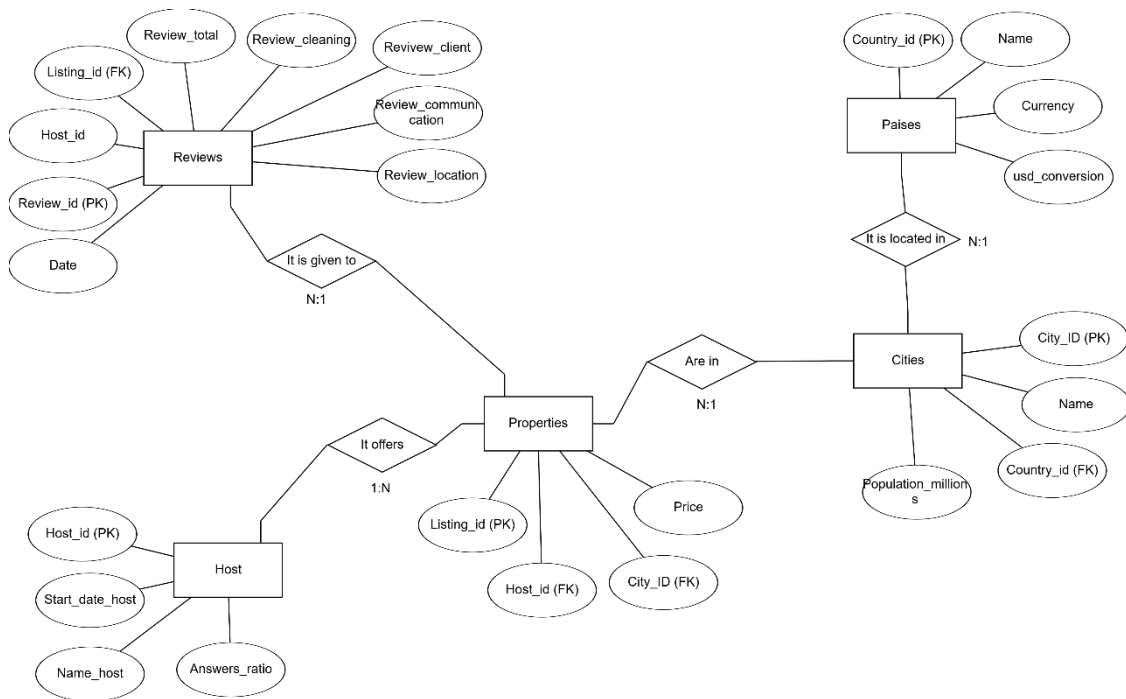 Review_total
Review_cleaning
Revivew_client
Listing_id (FK)
Review_communi
cation
Host_id
Reviews
Review_location
Review_id (PK)
Date
It is given to
N:1
Country_id (PK)
Name
Currency
Paises
usd_conversion
It is located in
N:1
City_ID (PK)
Cities
Name
Country_id (FK)
Population_million
s
Are in
N:1
Properties
Price
Listing_id (PK)
City_ID (FK)
Host_id (FK)
It offers
1:N
Host_id (PK)
Host
Start_date_host
Name_host
Answers_ratio